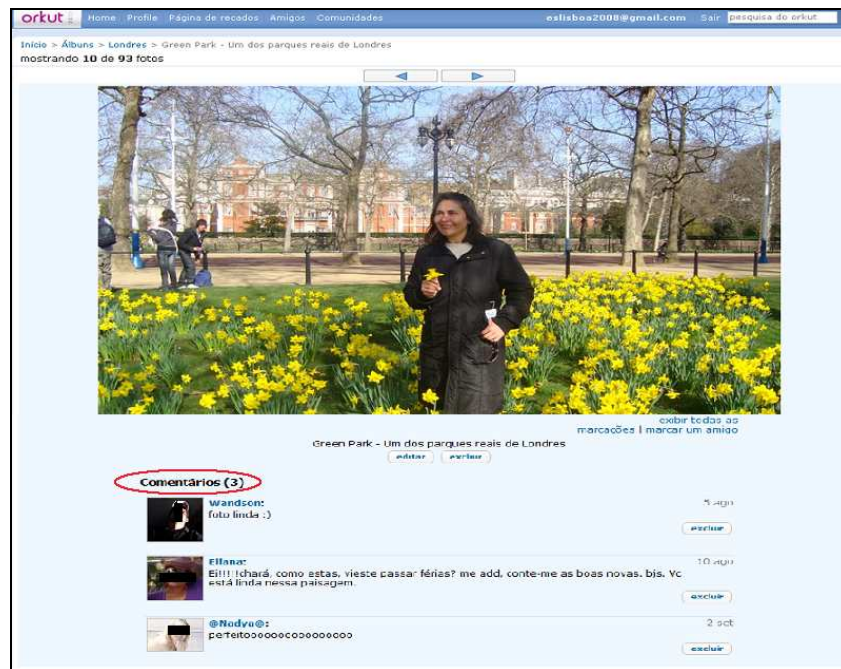 orkut Home Profile Página de recados Amigos Comunidades eslisboa2008@gmail.com Sair pesquisa do orkut
Início > Álbuns > Londres > Green Park - Um dos parques reais de Londres
mostrando 10 de 93 fotos
exibir todas as
marcações | marcar um amigo
Green Park - Um dos parques reais de Londres
editar excluir
Comentários (3)
Wandson: 5 ago
foto linda :)
excluir
Ellana: 10 ago
Ei!!!!!chará, como estas, vieste passar férias? me add, conte-me as boas novas. bjs. Vc
está linda nessa paisagem.
excluir
@Nadya@: 2 set
perfeitoooooocooooooooo
excluir